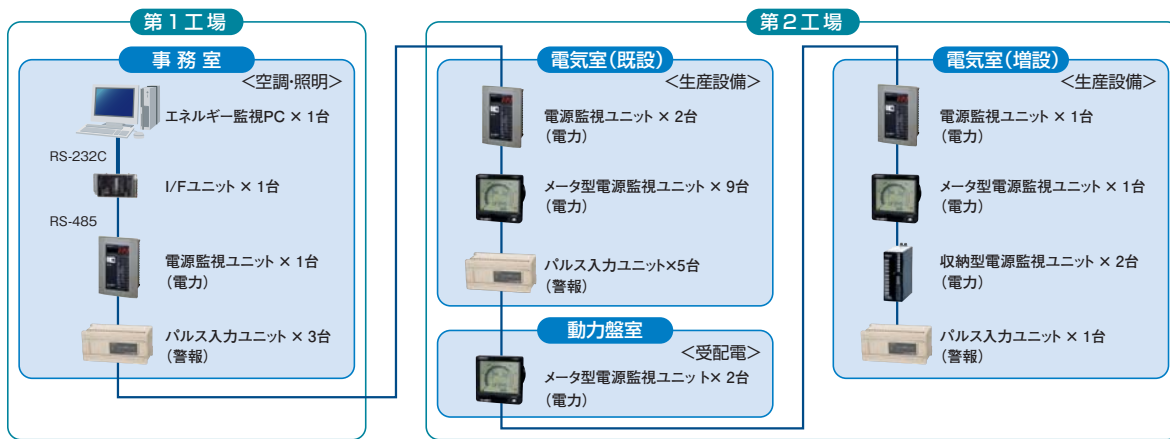 第1工場
事務室
<空調・照明>
エネルギー監視PC × 1台
RS-232C
I/Fユニット × 1台
RS-485
電源監視ユニット × 1台
(電力)
パルス入力ユニット × 3台
(警報)
第2工場
電気室(既設)
<生産設備>
電源監視ユニット × 2台
(電力)
メータ型電源監視ユニット × 9台
(電力)
パルス入力ユニット×5台
(警報)
動力盤室
<受配電>
メータ型電源監視ユニット× 2台
(電力)
電気室(増設)
<生産設備>
電源監視ユニット × 1台
(電力)
メータ型電源監視ユニット × 1台
(電力)
収納型電源監視ユニット × 2台
(電力)
パルス入力ユニット × 1台
(警報)